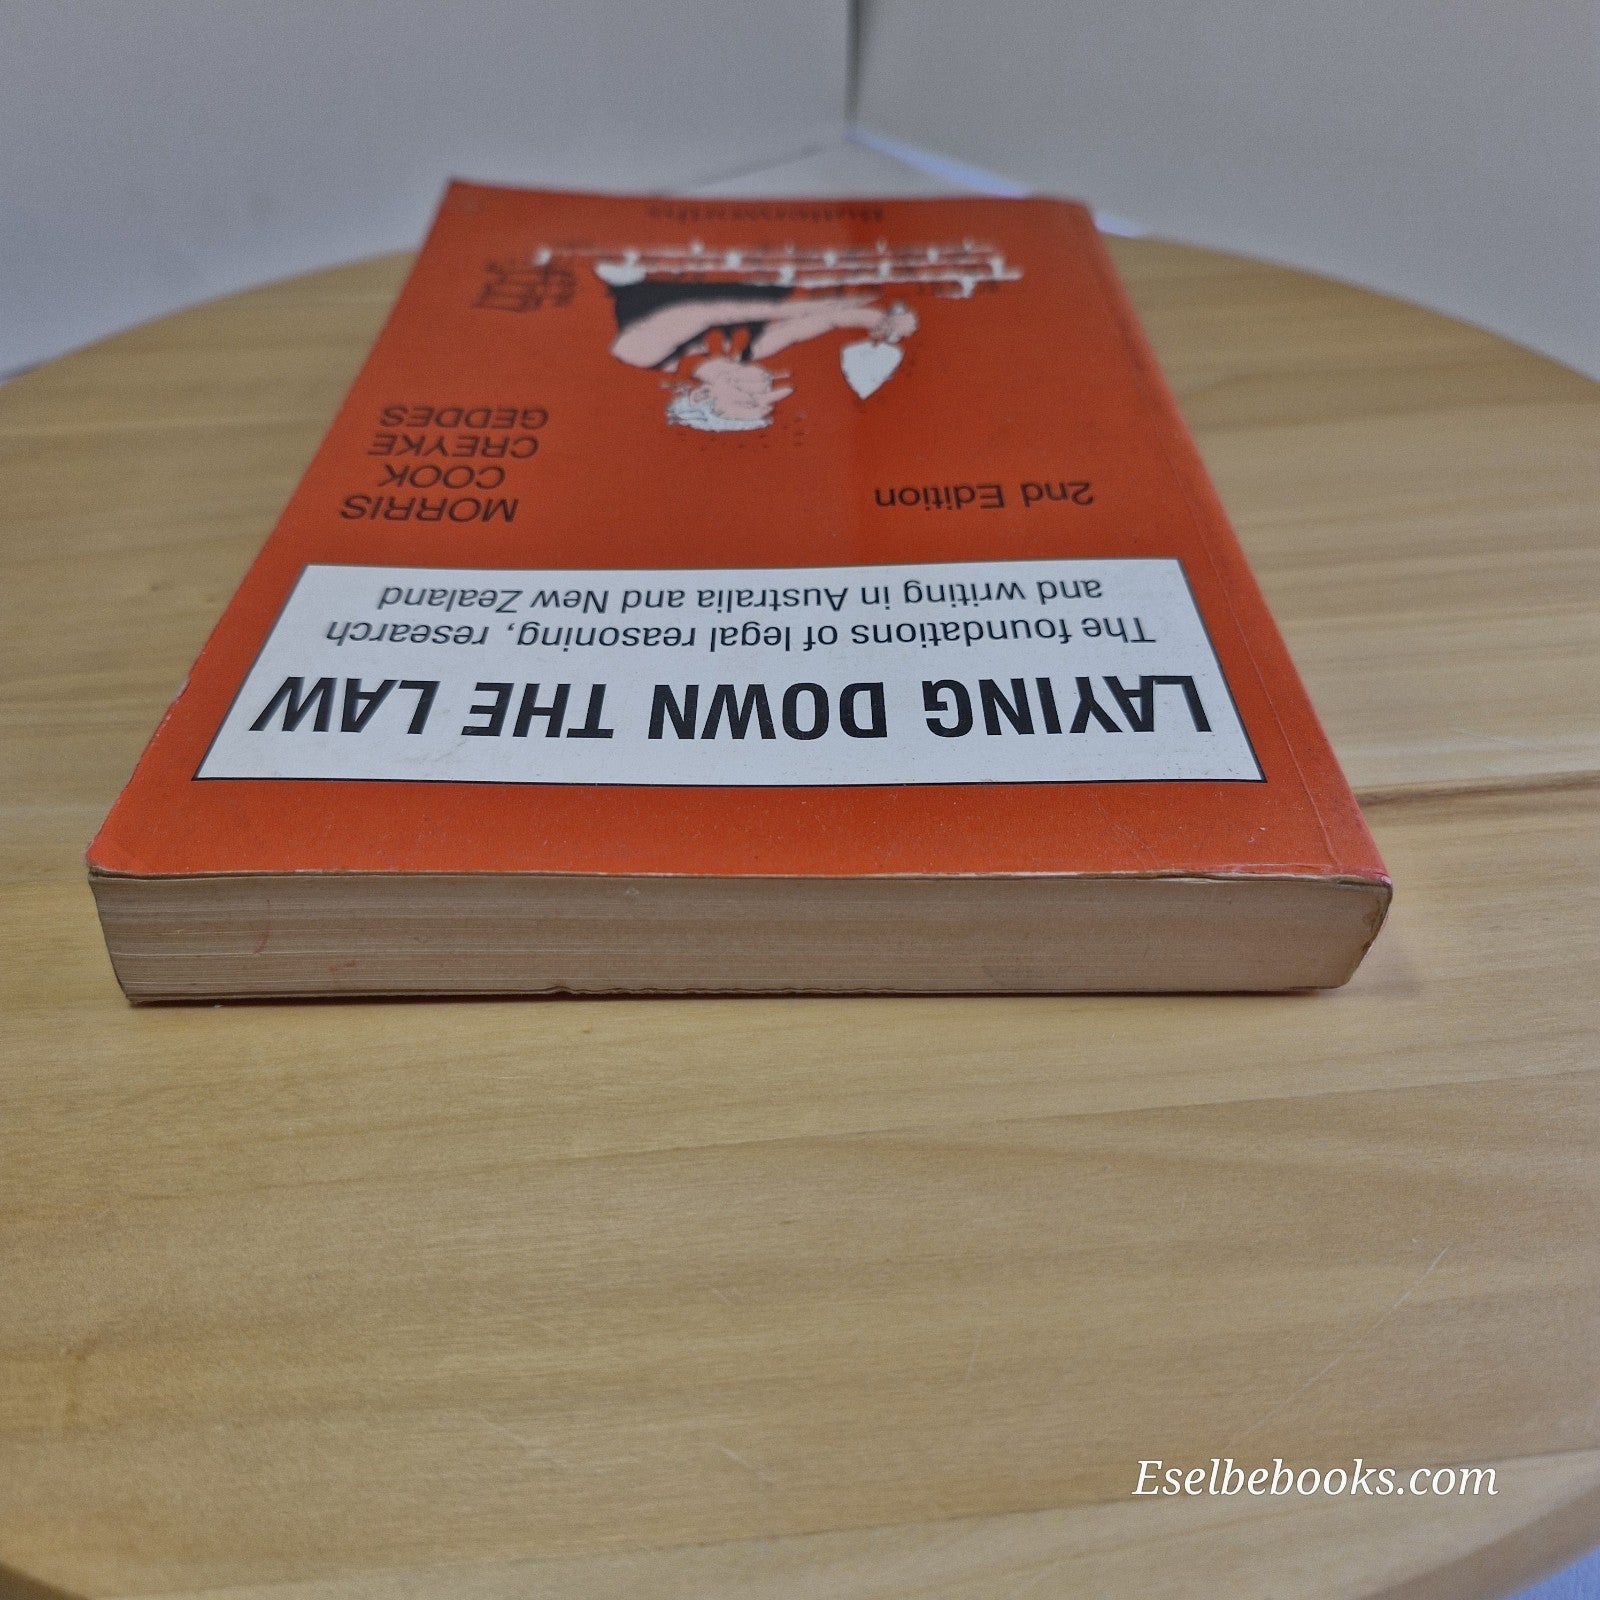 LAYING DOWN THE LAW
The foundations of legal reasoning, research
and writing in Australia and New Zealand
2nd Edition
MORRIS
COOK
CREYKE
GEDDES
Butterworths
Eselbebooks.com